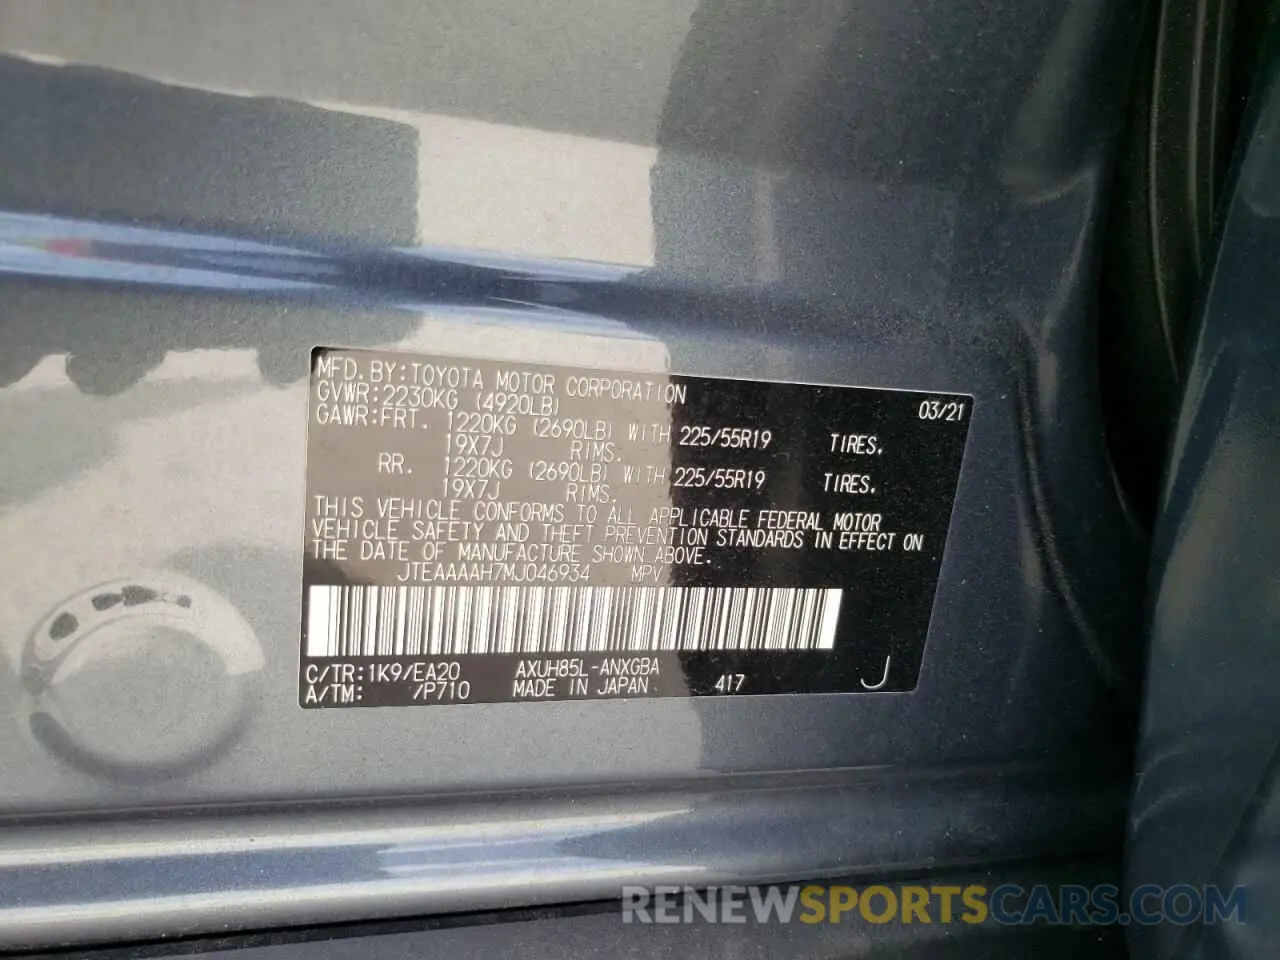 MFD.BY:TOYOTA MOTOR CORPORATION 03/21
GVWR:2230KG (4920LB)
GAWR:FRT. 1220KG (2690LB) WITH 225/55R19 TIRES.
19X7J RIMS.
RR. 1220KG (2690LB) WITH 225/55R19 TIRES.
19X7J RIMS.
THIS VEHICLE CONFORMS TO ALL APPLICABLE FEDERAL MOTOR
VEHICLE SAFETY AND THEFT PREVENTION STANDARDS IN EFFECT ON
THE DATE OF MANUFACTURE SHOWN ABOVE.
JTEAAAAH7MJ046934 MPV
C/TR:1K9/EA20 AXUH85L-ANXGBA
A/TM: /P710 MADE IN JAPAN 417 J
RENEWSPORTSCARS.COM